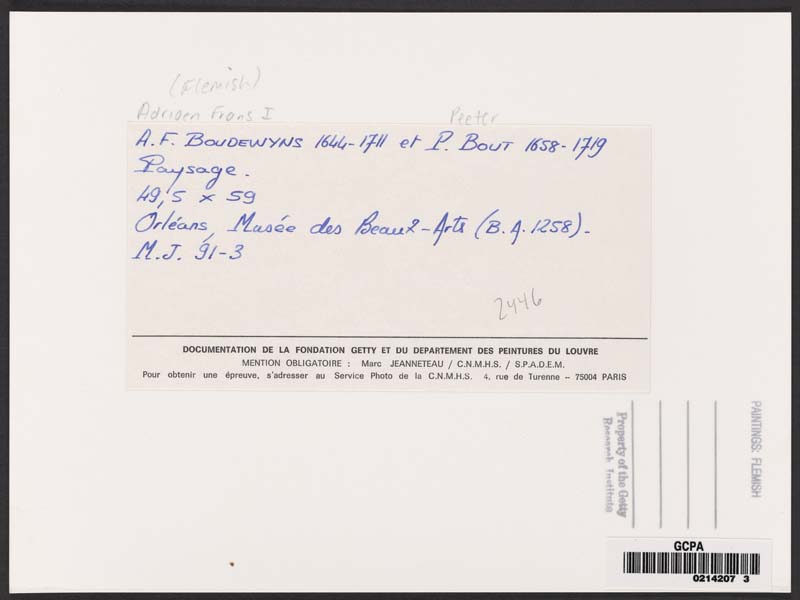 (Flemish)
Adrioen Frans I
Peeter
A.F. BOUDEWYNS 1644-1711 et P. BOUT 1658-1719
Paysage.
49,5 x 59
Orléans, Musée des Beaux-Arts (B.A. 1258)-
M.J. 91-3
2446
DOCUMENTATION DE LA FONDATION GETTY ET DU DEPARTEMENT DES PEINTURES DU LOUVRE
MENTION OBLIGATOIRE : Marc JEANNETEAU / C.N.M.H.S. / S.P.A.D.E.M.
Pour obtenir une épreuve, s'adresser au Service Photo de la C.N.M.H.S. 4, rue de Turenne -- 75004 PARIS
PAINTINGS: FLEMISH
Property of the Getty
Research Institute
GCPA
0214207 3